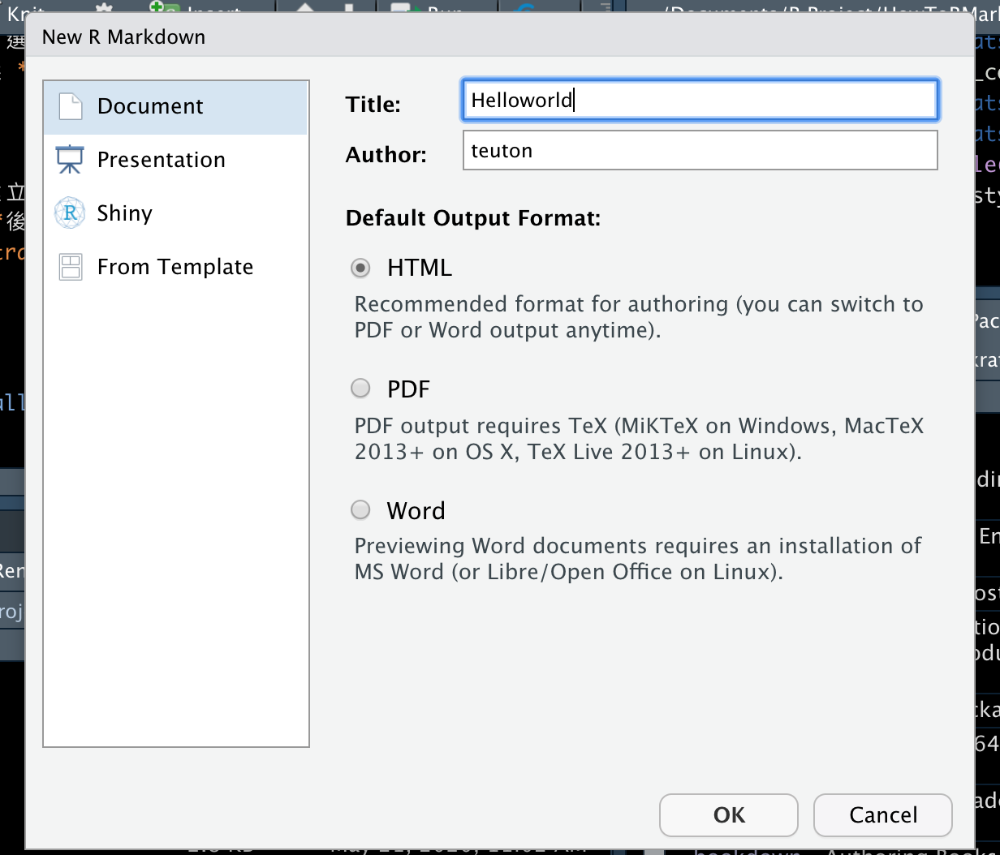 Knit
Insert
Run
New R Markdown
Document
Presentation
Shiny
From Template
Title:
Helloworld
Author:
teuton
Default Output Format:
HTML
Recommended format for authoring (you can switch to
PDF or Word output anytime).
PDF
PDF output requires TeX (MiKTeX on Windows, MacTeX
2013+ on OS X, TeX Live 2013+ on Linux).
Word
Previewing Word documents requires an installation of
MS Word (or Libre/Open Office on Linux).
OK
Cancel